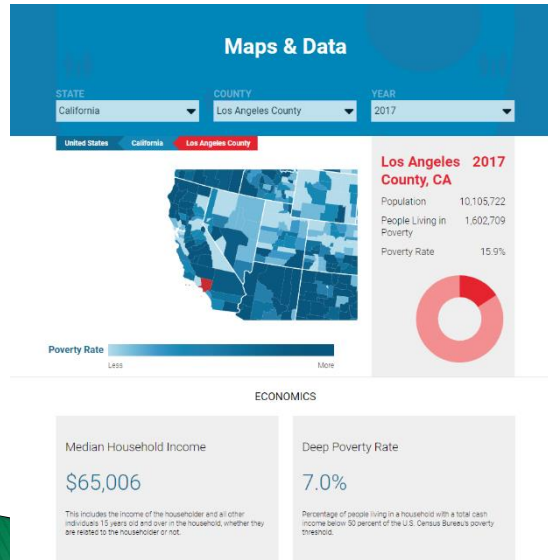 Maps & Data
STATE
COUNTY
YEAR
California
Los Angeles County
2017
United States
California
Los Angeles County
Los Angeles 2017
County, CA
Population 10,105,722
People Living in 1,602,709
Poverty
Poverty Rate 15.9%
Poverty Rate
Less
More
ECONOMICS
Median Household Income
$65,006
This includes the income of the householder and all other
individuals 15 years old and over in the household, whether they
are related to the householder or not.
Deep Poverty Rate
7.0%
Percentage of people living in a household with a total cash
income below 50 percent of the U.S. Census Bureau's poverty
threshold.